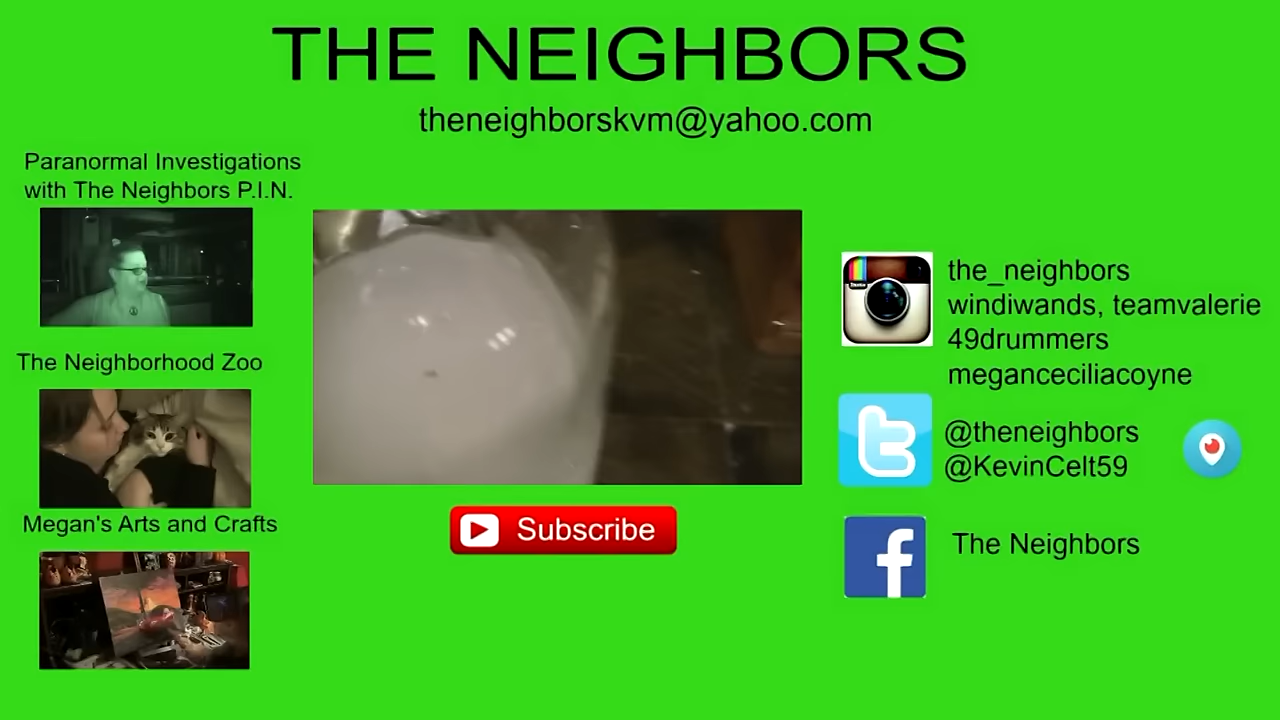 THE NEIGHBORS
theneighborskvm@yahoo.com
Paranormal Investigations
with The Neighbors P.I.N.
The Neighborhood Zoo
Megan's Arts and Crafts
Subscribe
the_neighbors
windiwands, teamvalerie
49drummers
meganceciliacoyne
@theneighbors
@KevinCelt59
The Neighbors